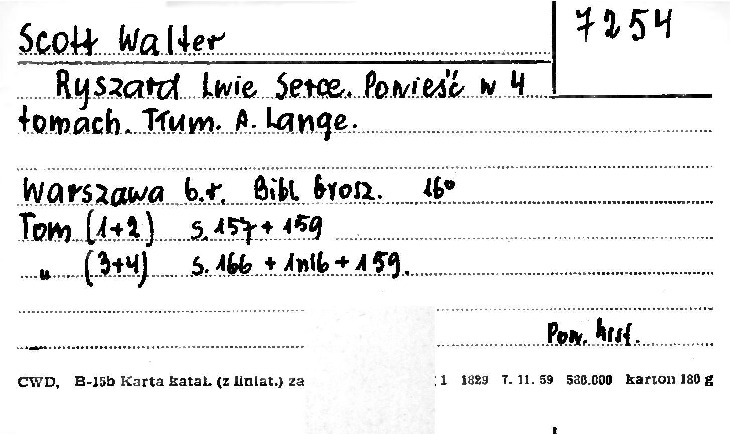 Scott Walter
7254
Ryszard Lwie Serce. Powieść w 4
tomach. Tłum. A. Lange.
Warszawa b.r. Bibl. Grosz. 16°
Tom (1+2) s. 157 + 159
" (3+4) s. 166 + 1nlb + 159.
Pow. hist.
CWD, B-15b Karta katal. (z liniat.) za 1 1829 7. 11. 59 580.000 karton 180 g